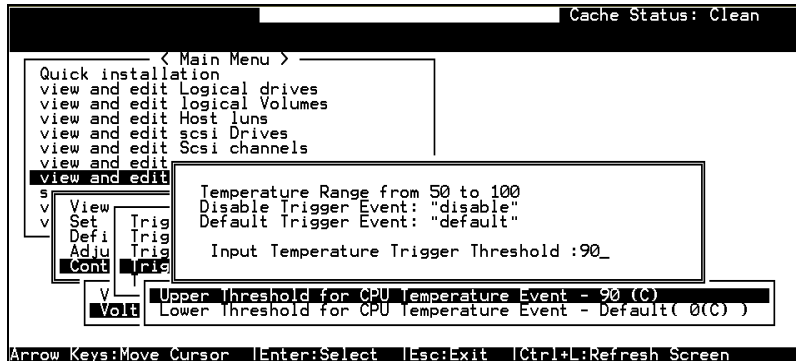 Cache Status: Clean
< Main Menu >
Quick installation
view and edit Logical drives
view and edit logical Volumes
view and edit Host luns
view and edit scsi Drives
view and edit Scsi channels
view and edit
view and edit
s
v
v
View
Set
Defi
Adju
Cont
Trig
Trig
Trig
Trig
Temperature Range from 50 to 100
Disable Trigger Event: "disable"
Default Trigger Event: "default"
Input Temperature Trigger Threshold :90_
V
Volt
Upper Threshold for CPU Temperature Event - 90 (C)
Lower Threshold for CPU Temperature Event - Default( 0(C) )
Arrow Keys:Move Cursor |Enter:Select |Esc:Exit |Ctrl+L:Refresh Screen